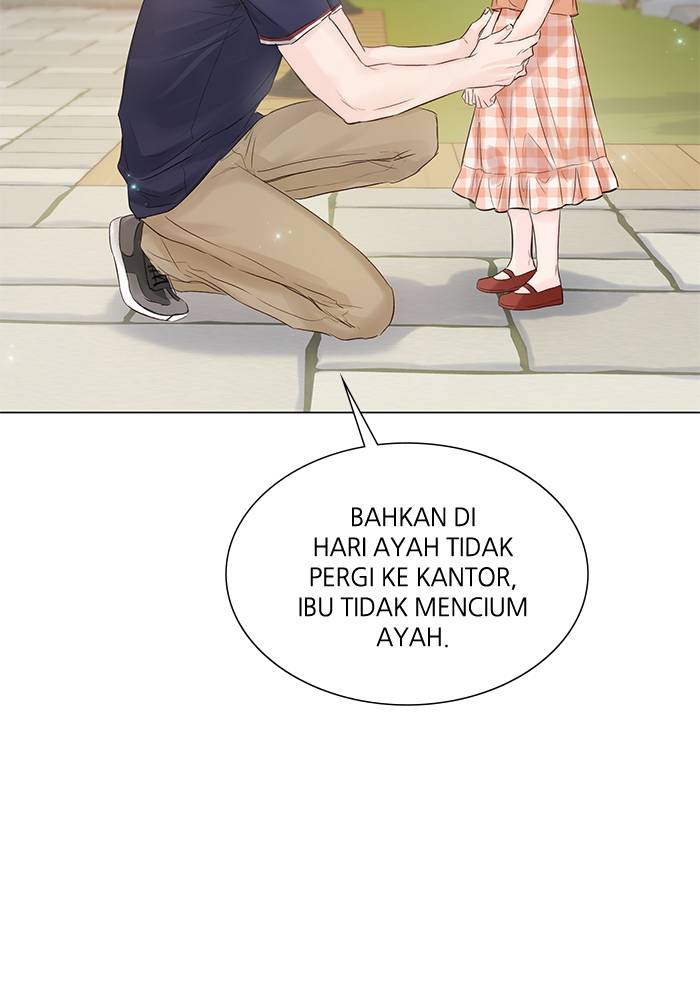 BAHKAN DI
HARI AYAH TIDAK
PERGI KE KANTOR,
IBU TIDAK MENCIUM
AYAH.